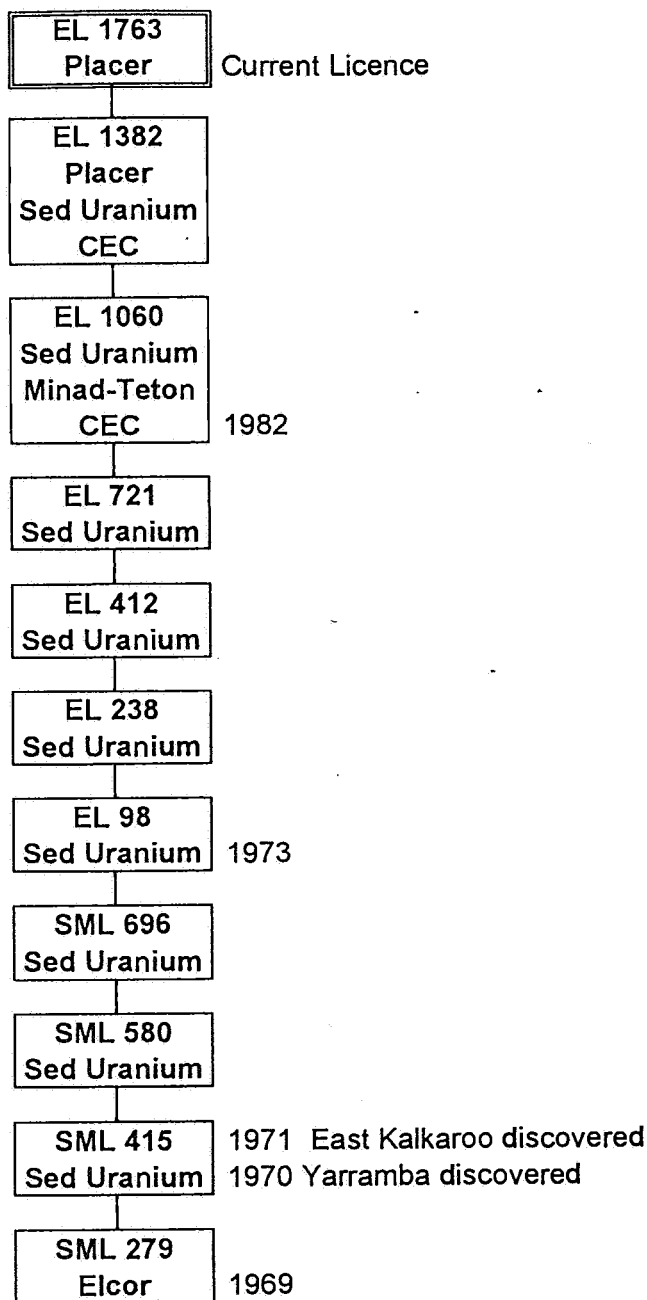 EL 1763
Placer Current Licence
EL 1382
Placer
Sed Uranium
CEC
EL 1060
Sed Uranium
Minad-Teton
CEC 1982
EL 721
Sed Uranium
EL 412
Sed Uranium
EL 238
Sed Uranium
EL 98
Sed Uranium 1973
SML 696
Sed Uranium
SML 580
Sed Uranium
SML 415 1971 East Kalkaroo discovered
Sed Uranium 1970 Yarramba discovered
SML 279
Elcor 1969